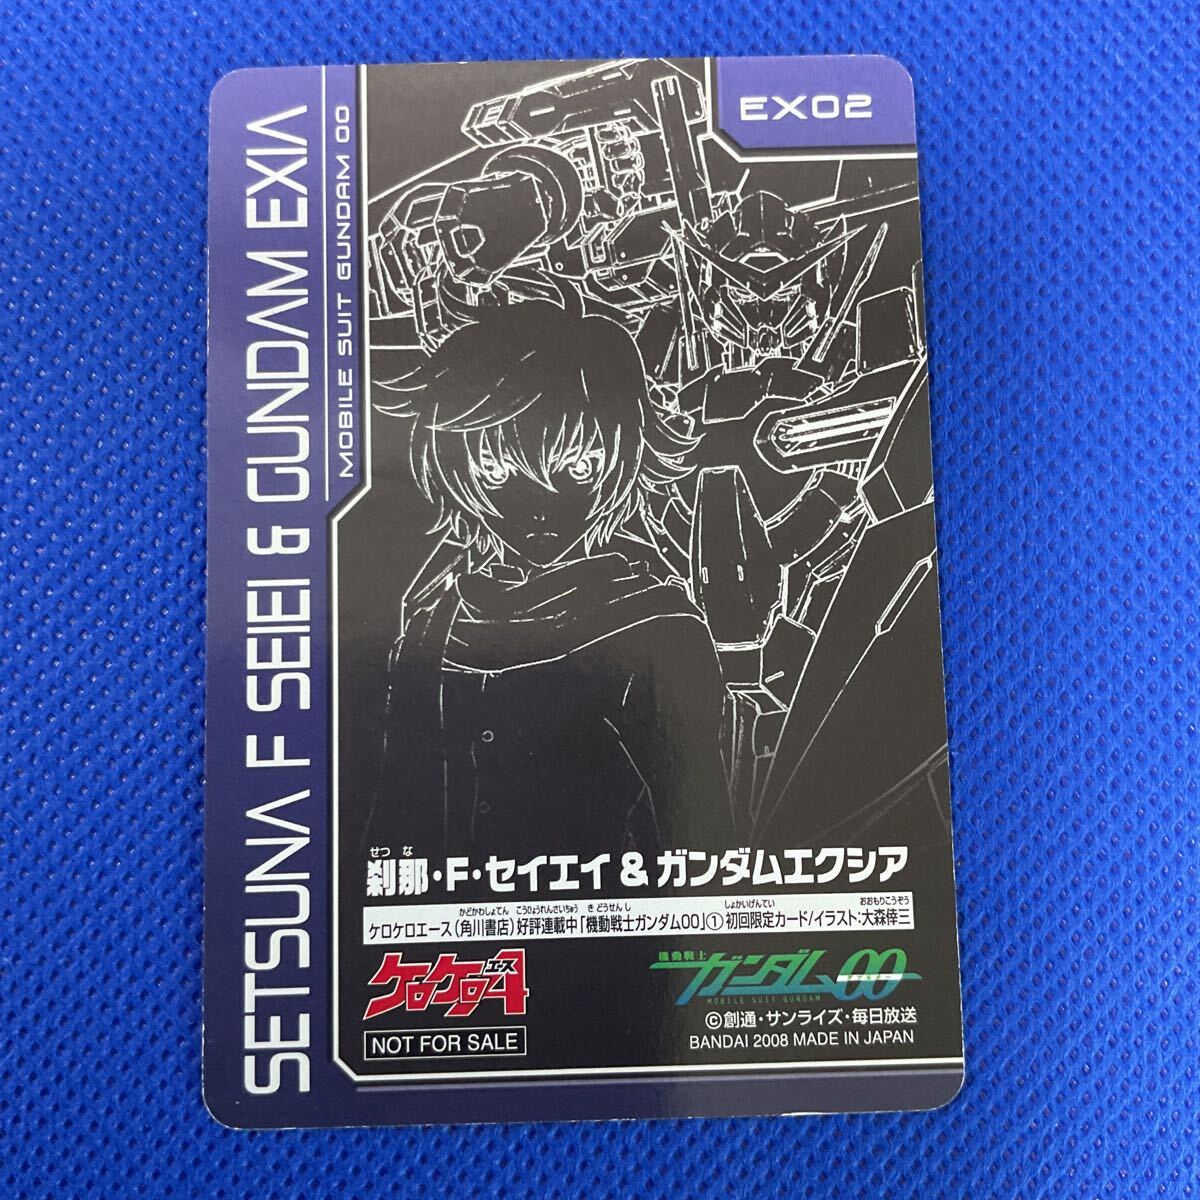 EX02
SETSUNA F SEIEI & GUNDAM EXIA
MOBILE SUIT GUNDAM 00
せつ な
刹那・F・セイエイ & ガンダムエクシア
かどかわしょてん こうひょうれんさいちゅう き どうせんし しょかいげんてい おおもりこうぞう
ケロケロエース(角川書店)好評連載中「機動戦士ガンダム00」① 初回限定カード/イラスト:大森倖三
ケロケロA
エース
NOT FOR SALE
機動戦士
ガンダム00
ダブルオー
MOBILE SUIT GUNDAM
©創通・サンライズ・毎日放送
BANDAI 2008 MADE IN JAPAN